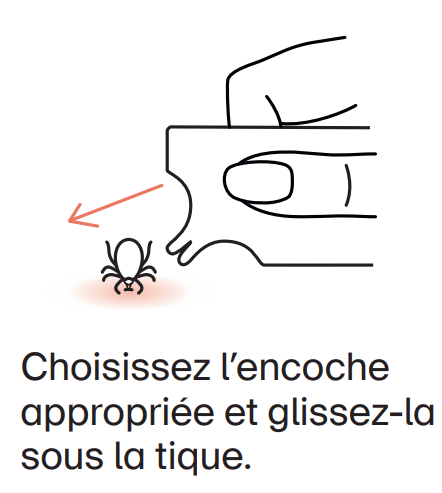 Choisissez l’encoche
appropriée et glissez-la
sous la tique.